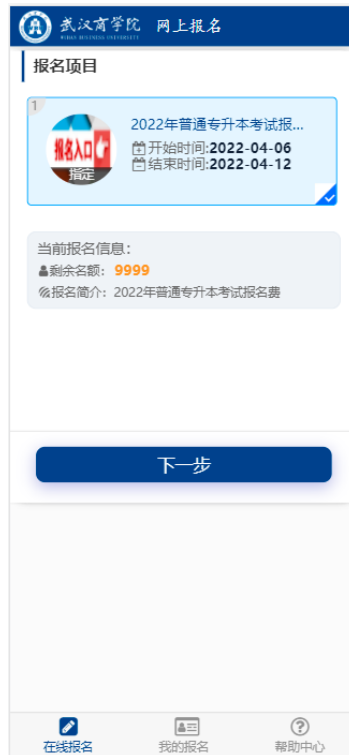 武汉商学院 网上报名
WUHAN BUSINESS UNIVERSITY
报名项目
1
2022年普通专升本考试报...
报名入口
指定
开始时间:2022-04-06
结束时间:2022-04-12
当前报名信息:
剩余名额: 9999
报名简介: 2022年普通专升本考试报名费
下一步
在线报名
我的报名
帮助中心